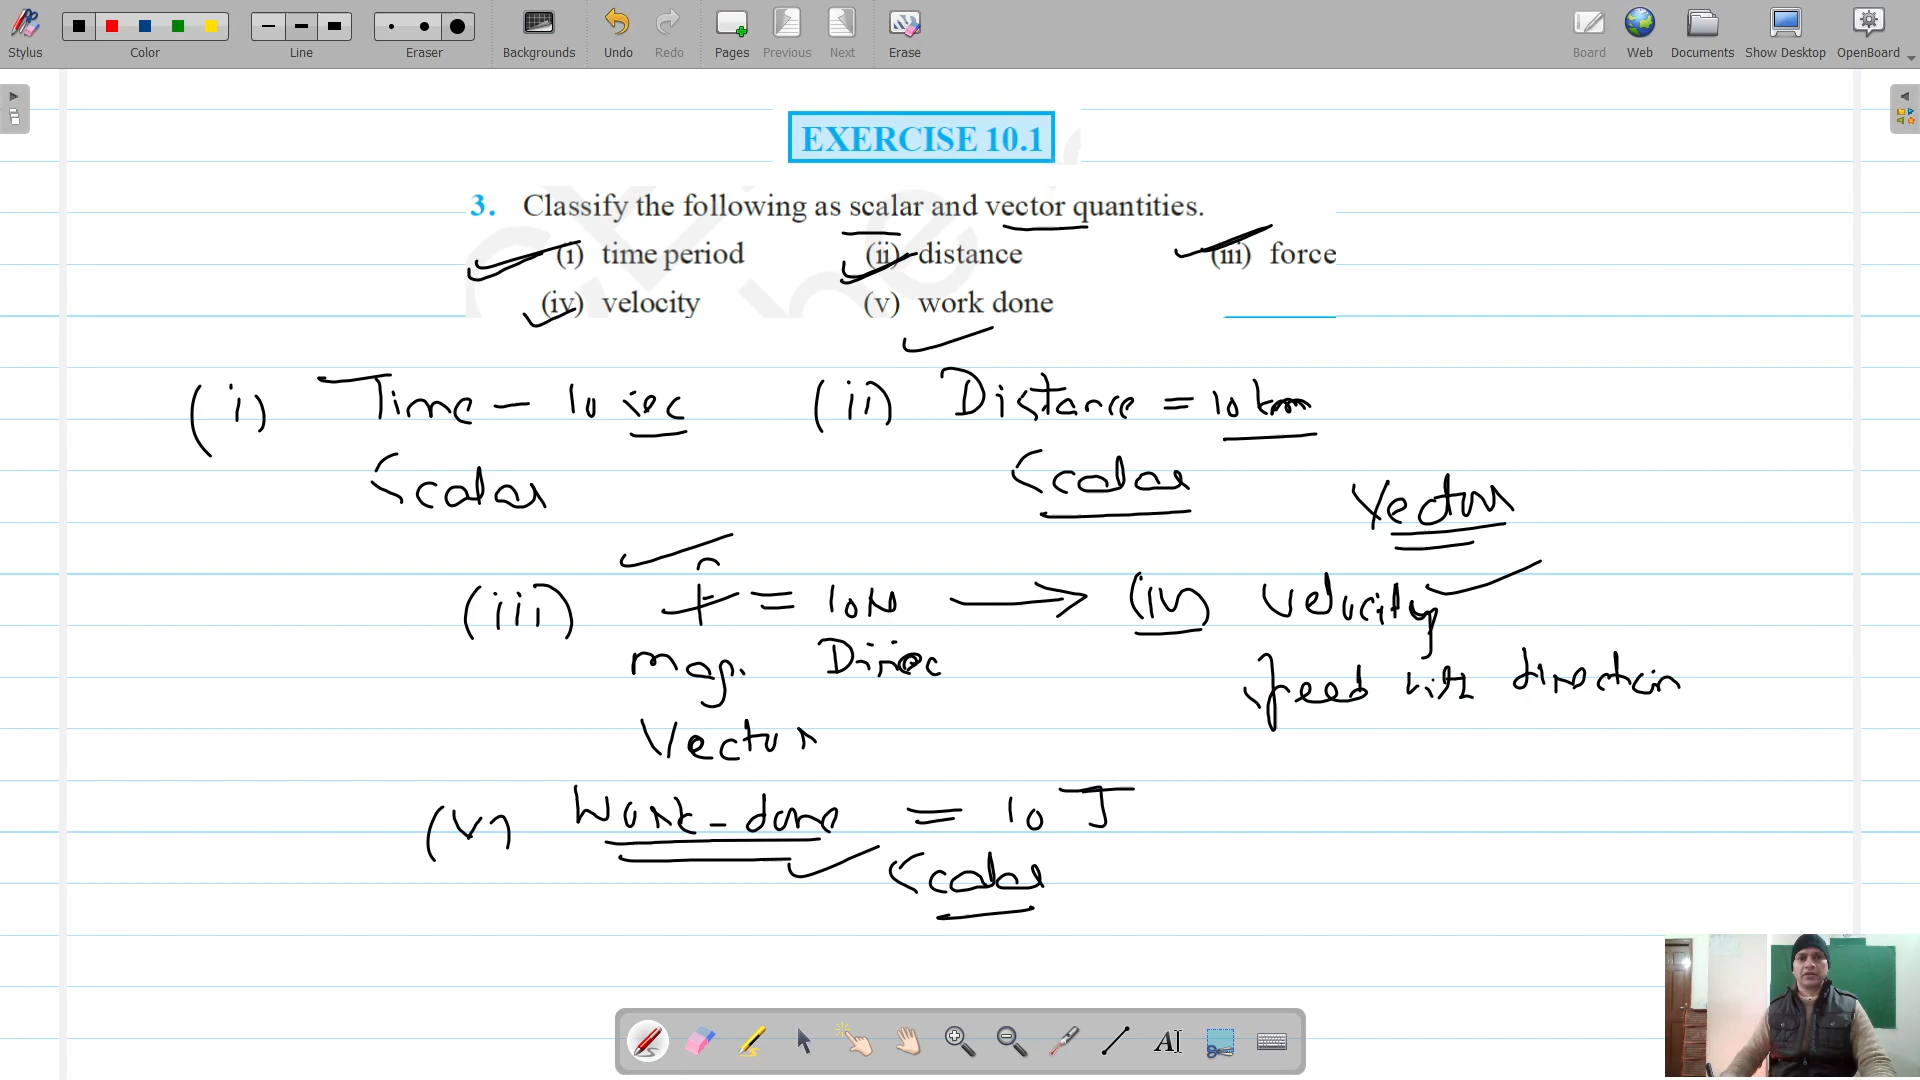 Stylus Color Line Eraser Backgrounds Undo Redo Pages Previous Next Erase Board Web Documents Show Desktop OpenBoard
EXERCISE 10.1
3. Classify the following as scalar and vector quantities.
(i) time period (ii) distance (iii) force
(iv) velocity (v) work done
(i) Time - 10 sec (ii) Distance = 10 km
Scalar Scalar Vector
(iii) F = 10N → (iv) Velocity
mag. Direc speed with direction
Vector
(v) Work-done = 10 J
Scalar